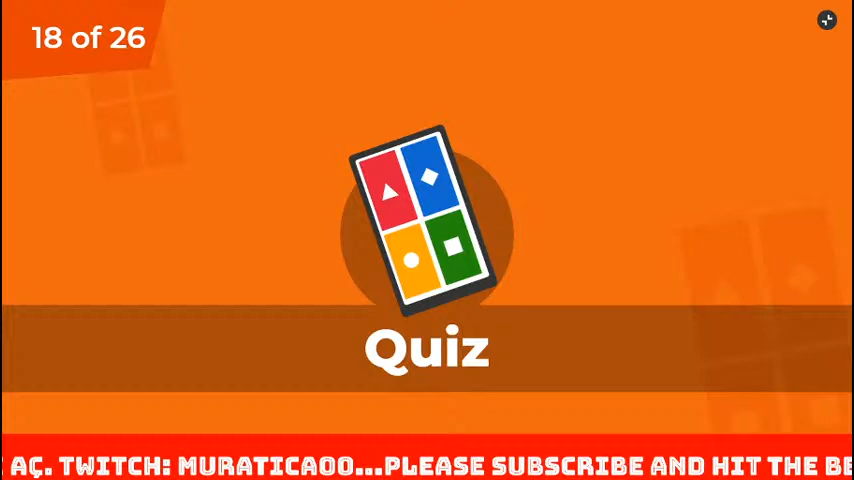 18 of 26
Quiz
AÇ. TWITCH: MURATICAOO...PLEASE SUBSCRIBE AND HIT THE BE